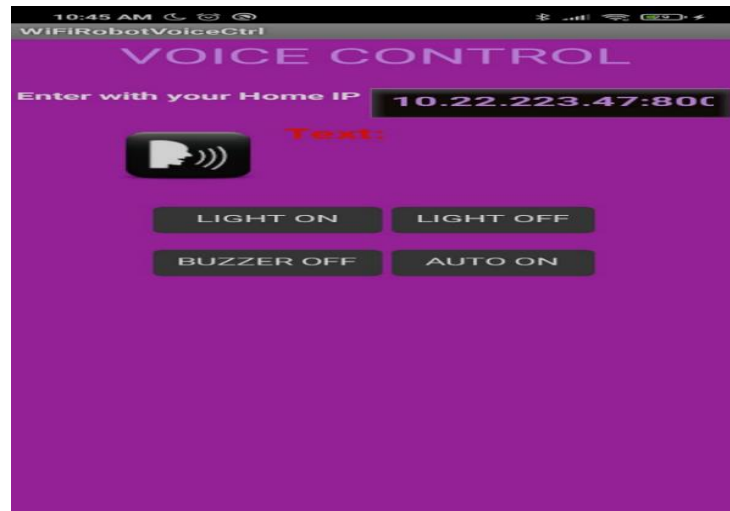 10:45 AM
WiFiRobotVoiceCtrl
VOICE CONTROL
Enter with your Home IP 10.22.223.47:800
Text:
LIGHT ON LIGHT OFF
BUZZER OFF AUTO ON